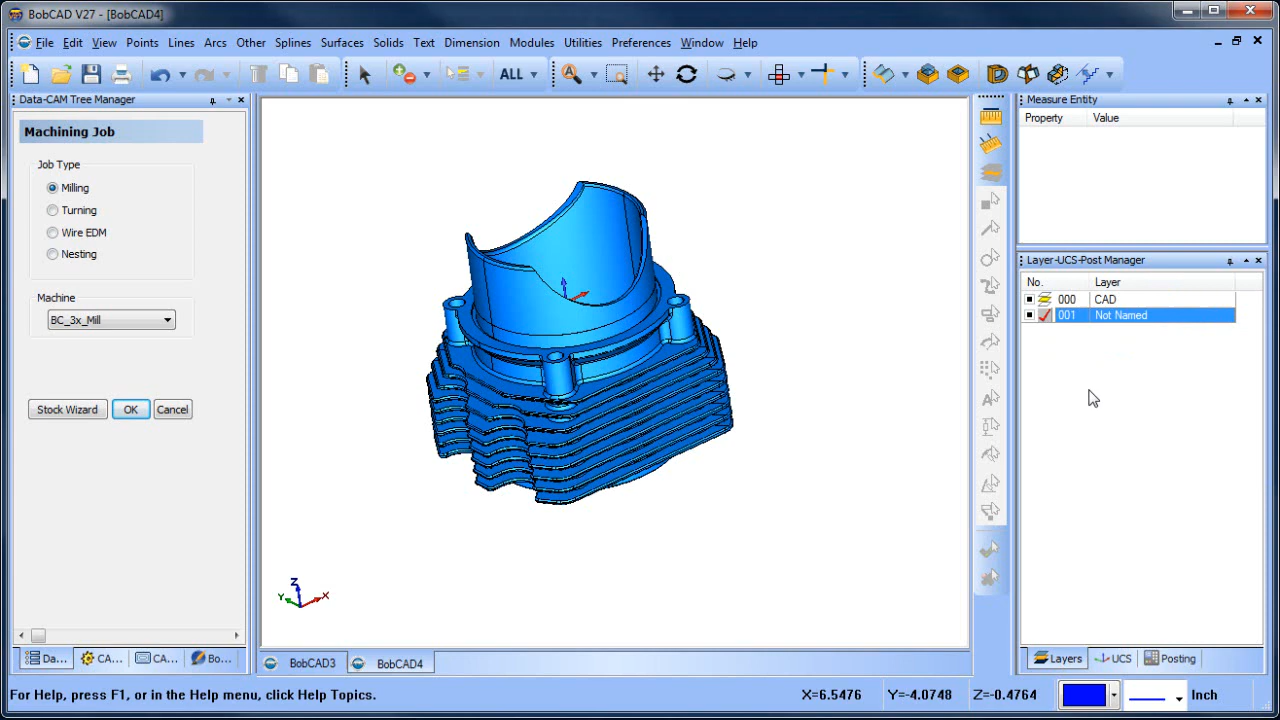 BobCAD V27 - [BobCAD4]
File Edit View Points Lines Arcs Other Splines Surfaces Solids Text Dimension Modules Utilities Preferences Window Help
ALL
Data-CAM Tree Manager
Machining Job
Job Type
Milling
Turning
Wire EDM
Nesting
Machine
BC_3x_Mill
Stock Wizard OK Cancel
Da... CA... CA... Bo...
Z
Y X
BobCAD3 BobCAD4
Measure Entity
Property Value
Layer-UCS-Post Manager
No. Layer
000 CAD
001 Not Named
Layers UCS Posting
For Help, press F1, or in the Help menu, click Help Topics. X=6.5476 Y=-4.0748 Z=-0.4764 Inch